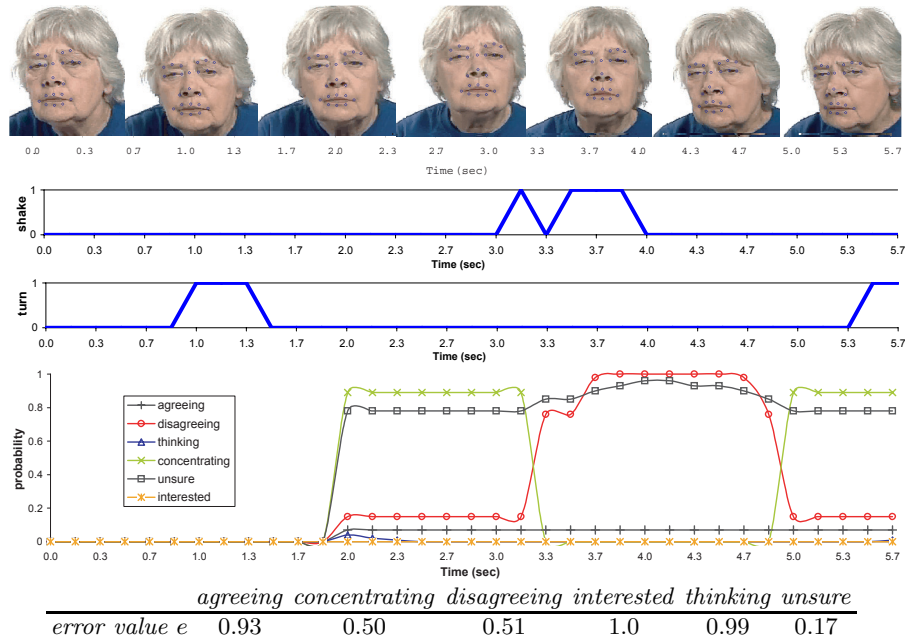 0.0 0.3 0.7 1.0 1.3 1.7 2.0 2.3 2.7 3.0 3.3 3.7 4.0 4.3 4.7 5.0 5.3 5.7
Time(sec)
shake
1
0
0.0 0.3 0.7 1.0 1.3 1.7 2.0 2.3 2.7 3.0 3.3 3.7 4.0 4.3 4.7 5.0 5.3 5.7
Time (sec)
turn
1
0
0.0 0.3 0.7 1.0 1.3 1.7 2.0 2.3 2.7 3.0 3.3 3.7 4.0 4.3 4.7 5.0 5.3 5.7
Time (sec)
probability
1
0.8
0.6
0.4
0.2
0
agreeing
disagreeing
thinking
concentrating
unsure
interested
0.0 0.3 0.7 1.0 1.3 1.7 2.0 2.3 2.7 3.0 3.3 3.7 4.0 4.3 4.7 5.0 5.3 5.7
Time (sec)
agreeing concentrating disagreeing interested thinking unsure
error value e 0.93 0.50 0.51 1.0 0.99 0.17